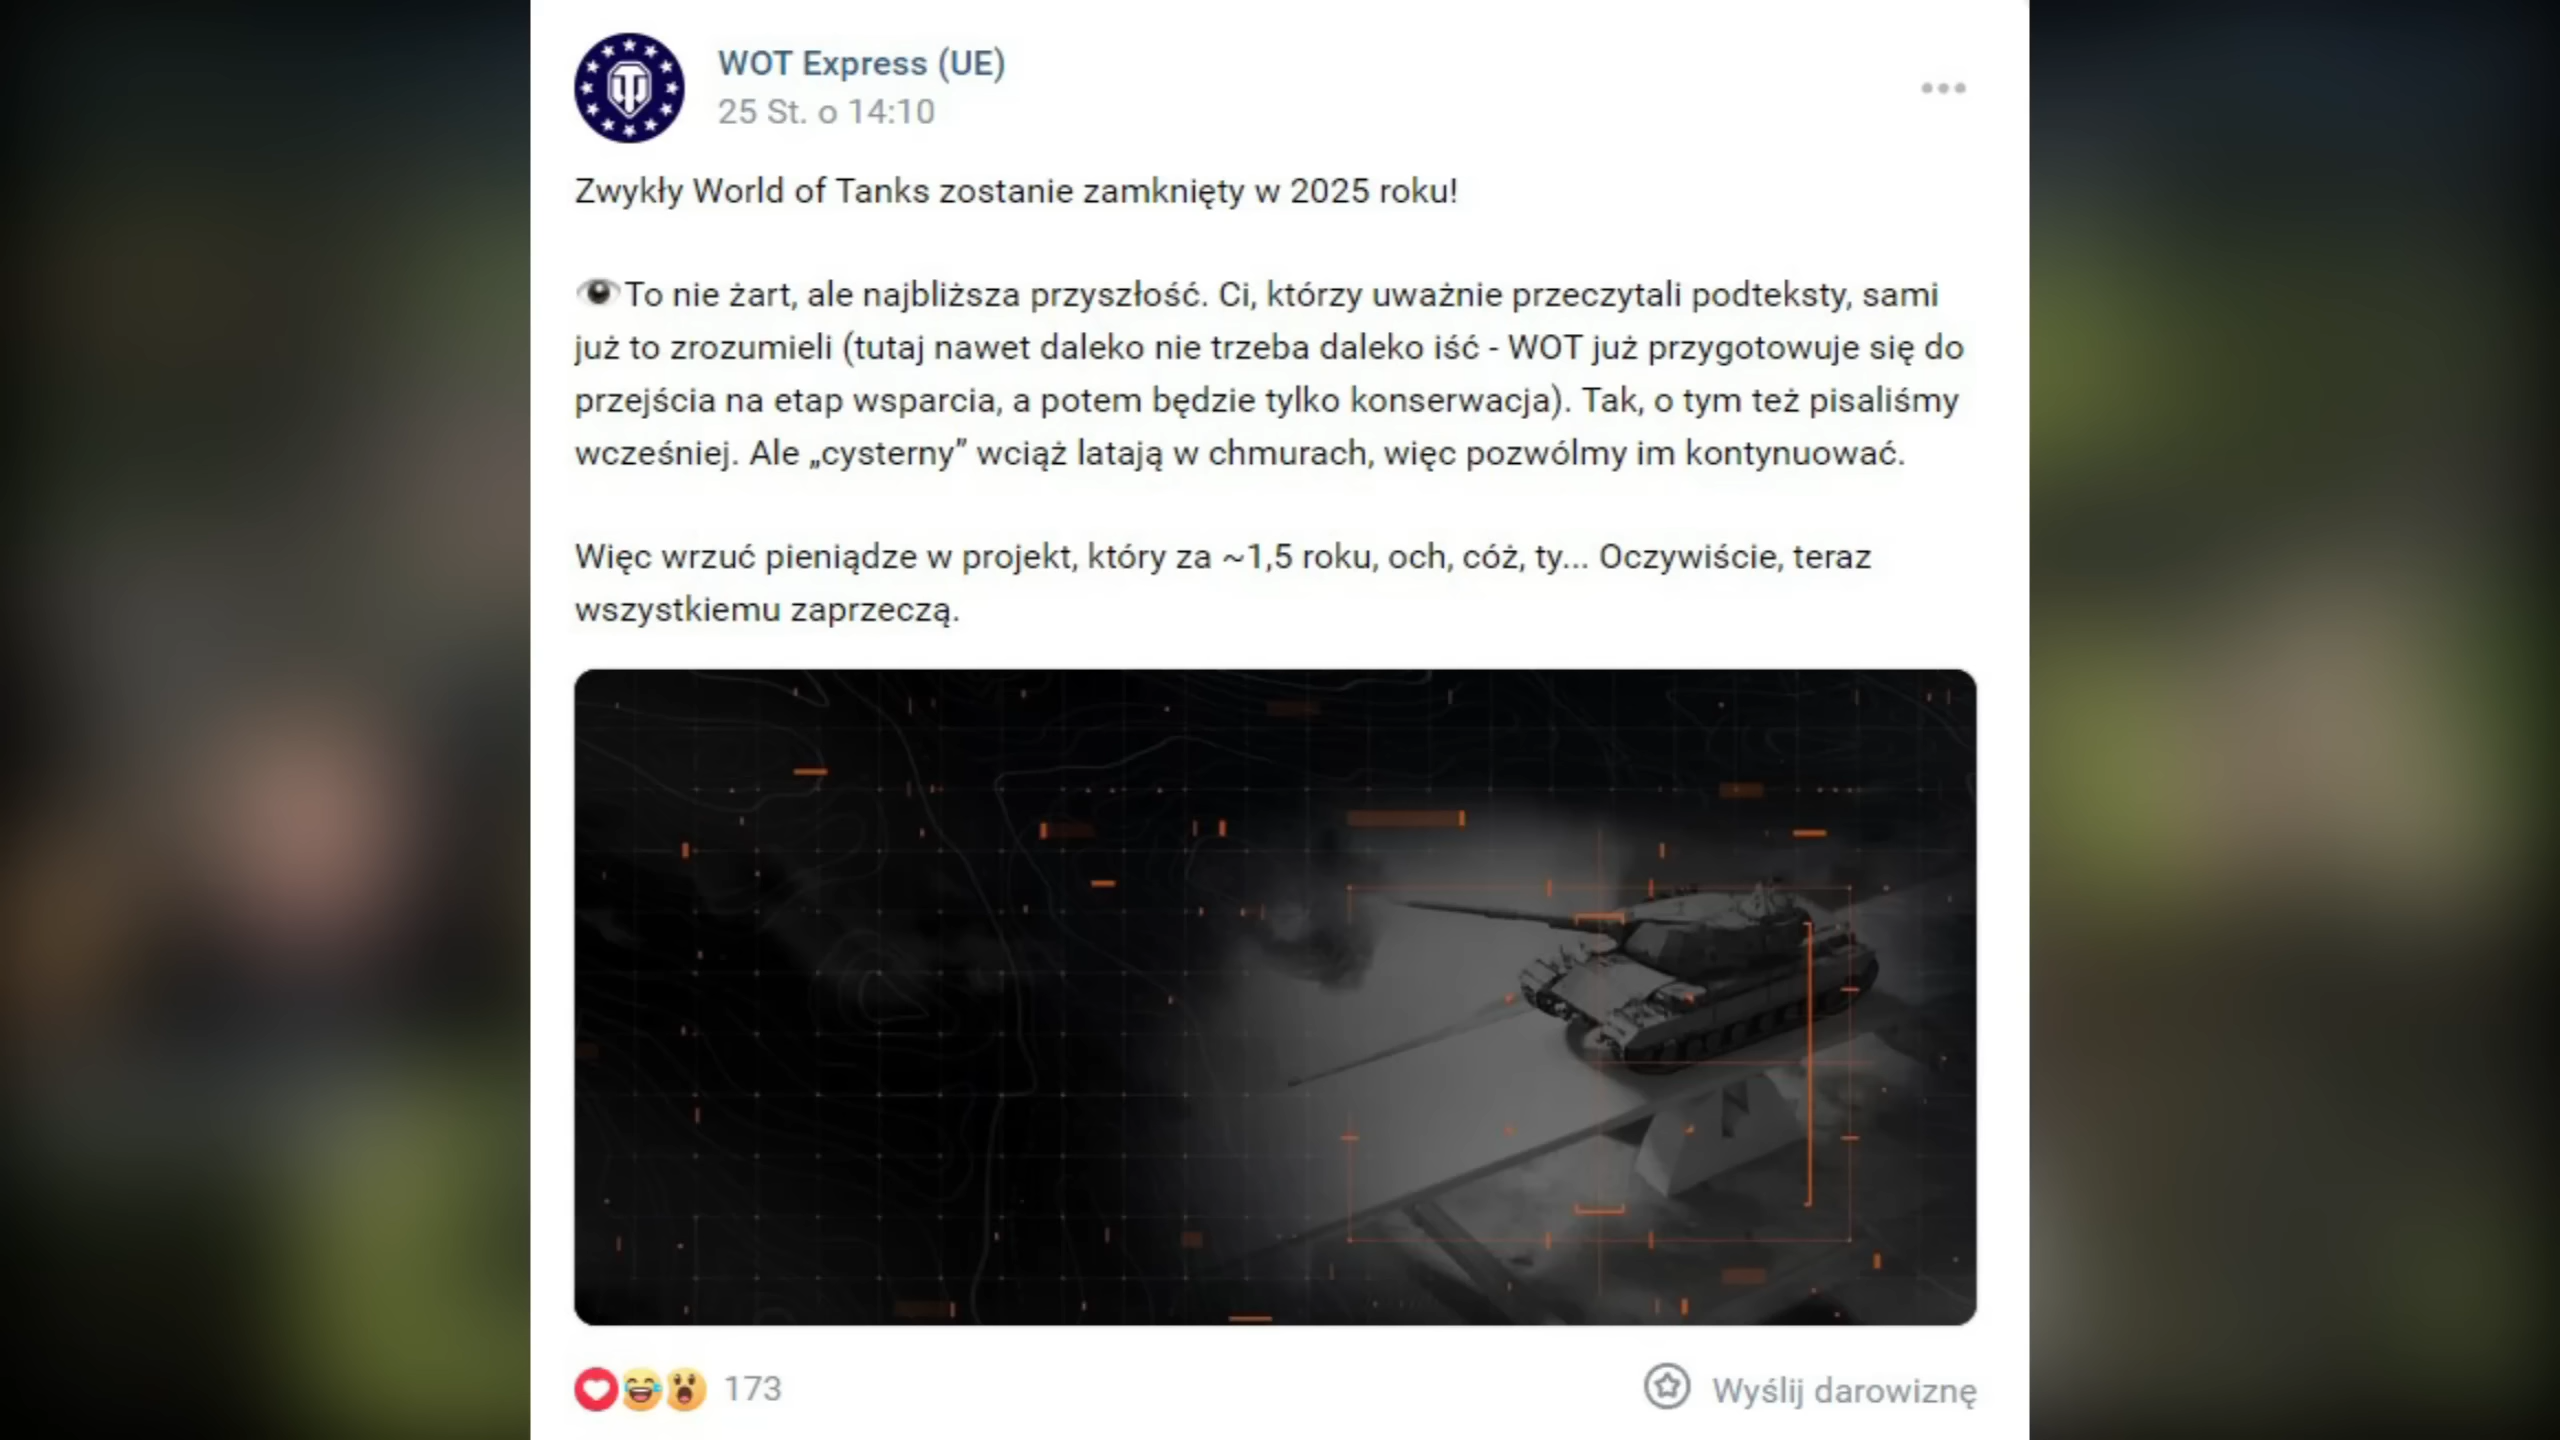 WOT Express (UE)
25 St. o 14:10
Zwykły World of Tanks zostanie zamknięty w 2025 roku!
To nie żart, ale najbliższa przyszłość. Ci, którzy uważnie przeczytali podteksty, sami
już to zrozumieli (tutaj nawet daleko nie trzeba daleko iść - WOT już przygotowuje się do
przejścia na etap wsparcia, a potem będzie tylko konserwacja). Tak, o tym też pisaliśmy
wcześniej. Ale „cysterny” wciąż latają w chmurach, więc pozwólmy im kontynuować.
Więc wrzuć pieniądze w projekt, który za ~1,5 roku, och, cóż, ty... Oczywiście, teraz
wszystkiemu zaprzeczą.
173
Wyślij darowiznę